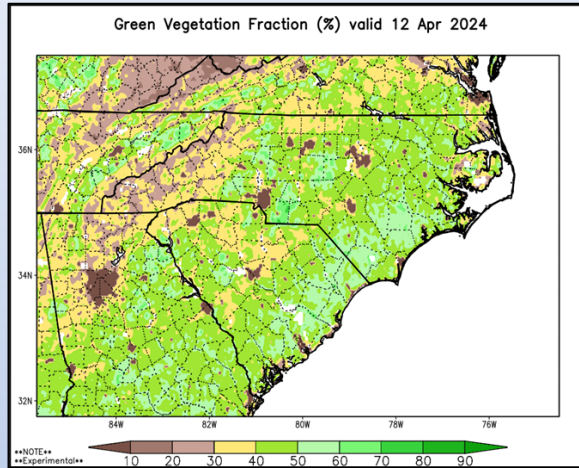 Green Vegetation Fraction (%) valid 12 Apr 2024
36N
34N
32N
84W 82W 80W 78W 76W
**NOTE**
**Experimental**
10 20 30 40 50 60 70 80 90